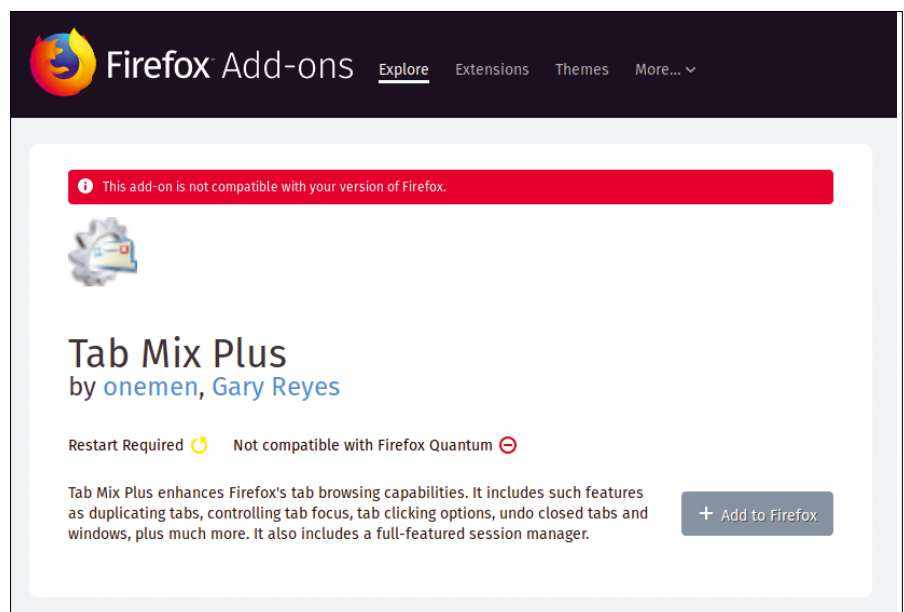 Firefox Add-ons Explore Extensions Themes More...
This add-on is not compatible with your version of Firefox.
Tab Mix Plus
by onemen, Gary Reyes
Restart Required Not compatible with Firefox Quantum
Tab Mix Plus enhances Firefox's tab browsing capabilities. It includes such features
as duplicating tabs, controlling tab focus, tab clicking options, undo closed tabs and
windows, plus much more. It also includes a full-featured session manager.
+ Add to Firefox